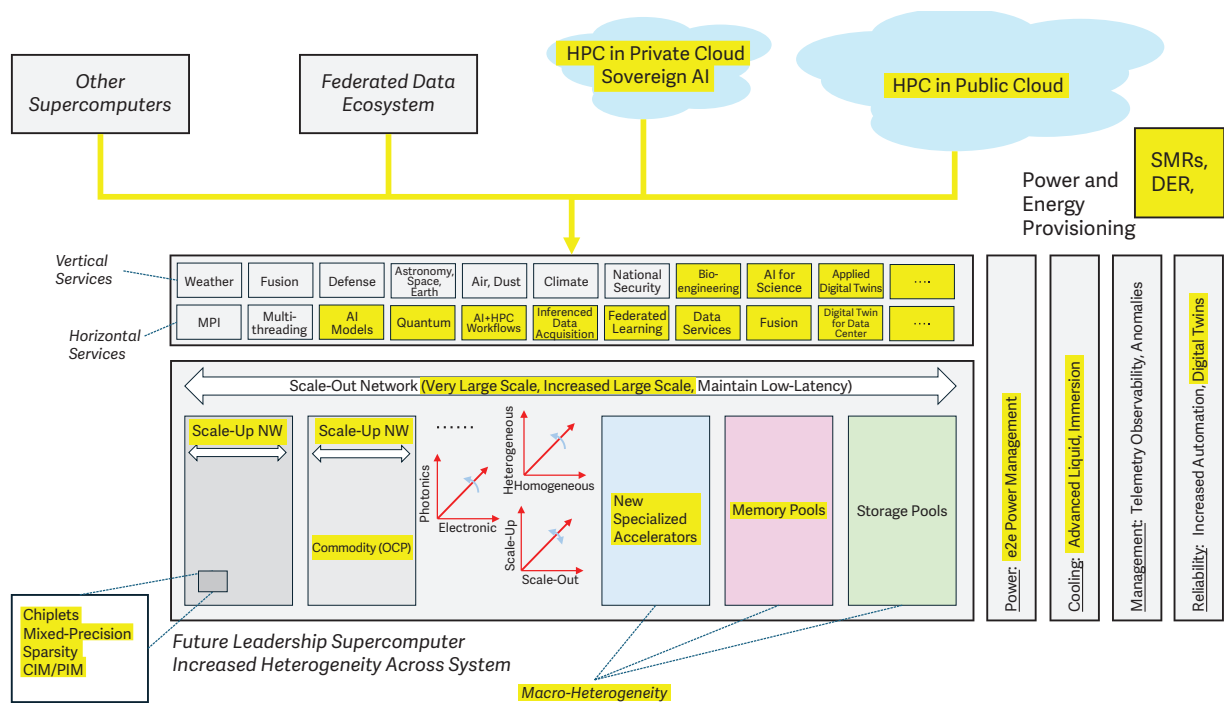 Other
Supercomputers
Federated Data
Ecosystem
HPC in Private Cloud
Sovereign AI
HPC in Public Cloud
SMRs,
DER,
Power and
Energy
Provisioning
Vertical
Services
Weather
Fusion
Defense
Astronomy,
Space,
Earth
Air, Dust
Climate
National
Security
Bio-
engineering
AI for
Science
Applied
Digital Twins
....
Horizontal
Services
MPI
Multi-
threading
AI
Models
Quantum
AI+HPC
Workflows
Inferenced
Data
Acquisition
Federated
Learning
Data
Services
Fusion
Digital Twin
for Data
Center
....
Scale-Out Network (Very Large Scale, Increased Large Scale, Maintain Low-Latency)
Scale-Up NW
Scale-Up NW
Commodity (OCP)
......
Photonics
Electronic
Heterogeneous
Homogeneous
Scale-Up
Scale-Out
New
Specialized
Accelerators
Memory Pools
Storage Pools
Power: e2e Power Management
Cooling: Advanced Liquid, Immersion
Management: Telemetry Observability, Anomalies
Reliability: Increased Automation, Digital Twins
Chiplets
Mixed-Precision
Sparsity
CIM/PIM
Future Leadership Supercomputer
Increased Heterogeneity Across System
Macro-Heterogeneity